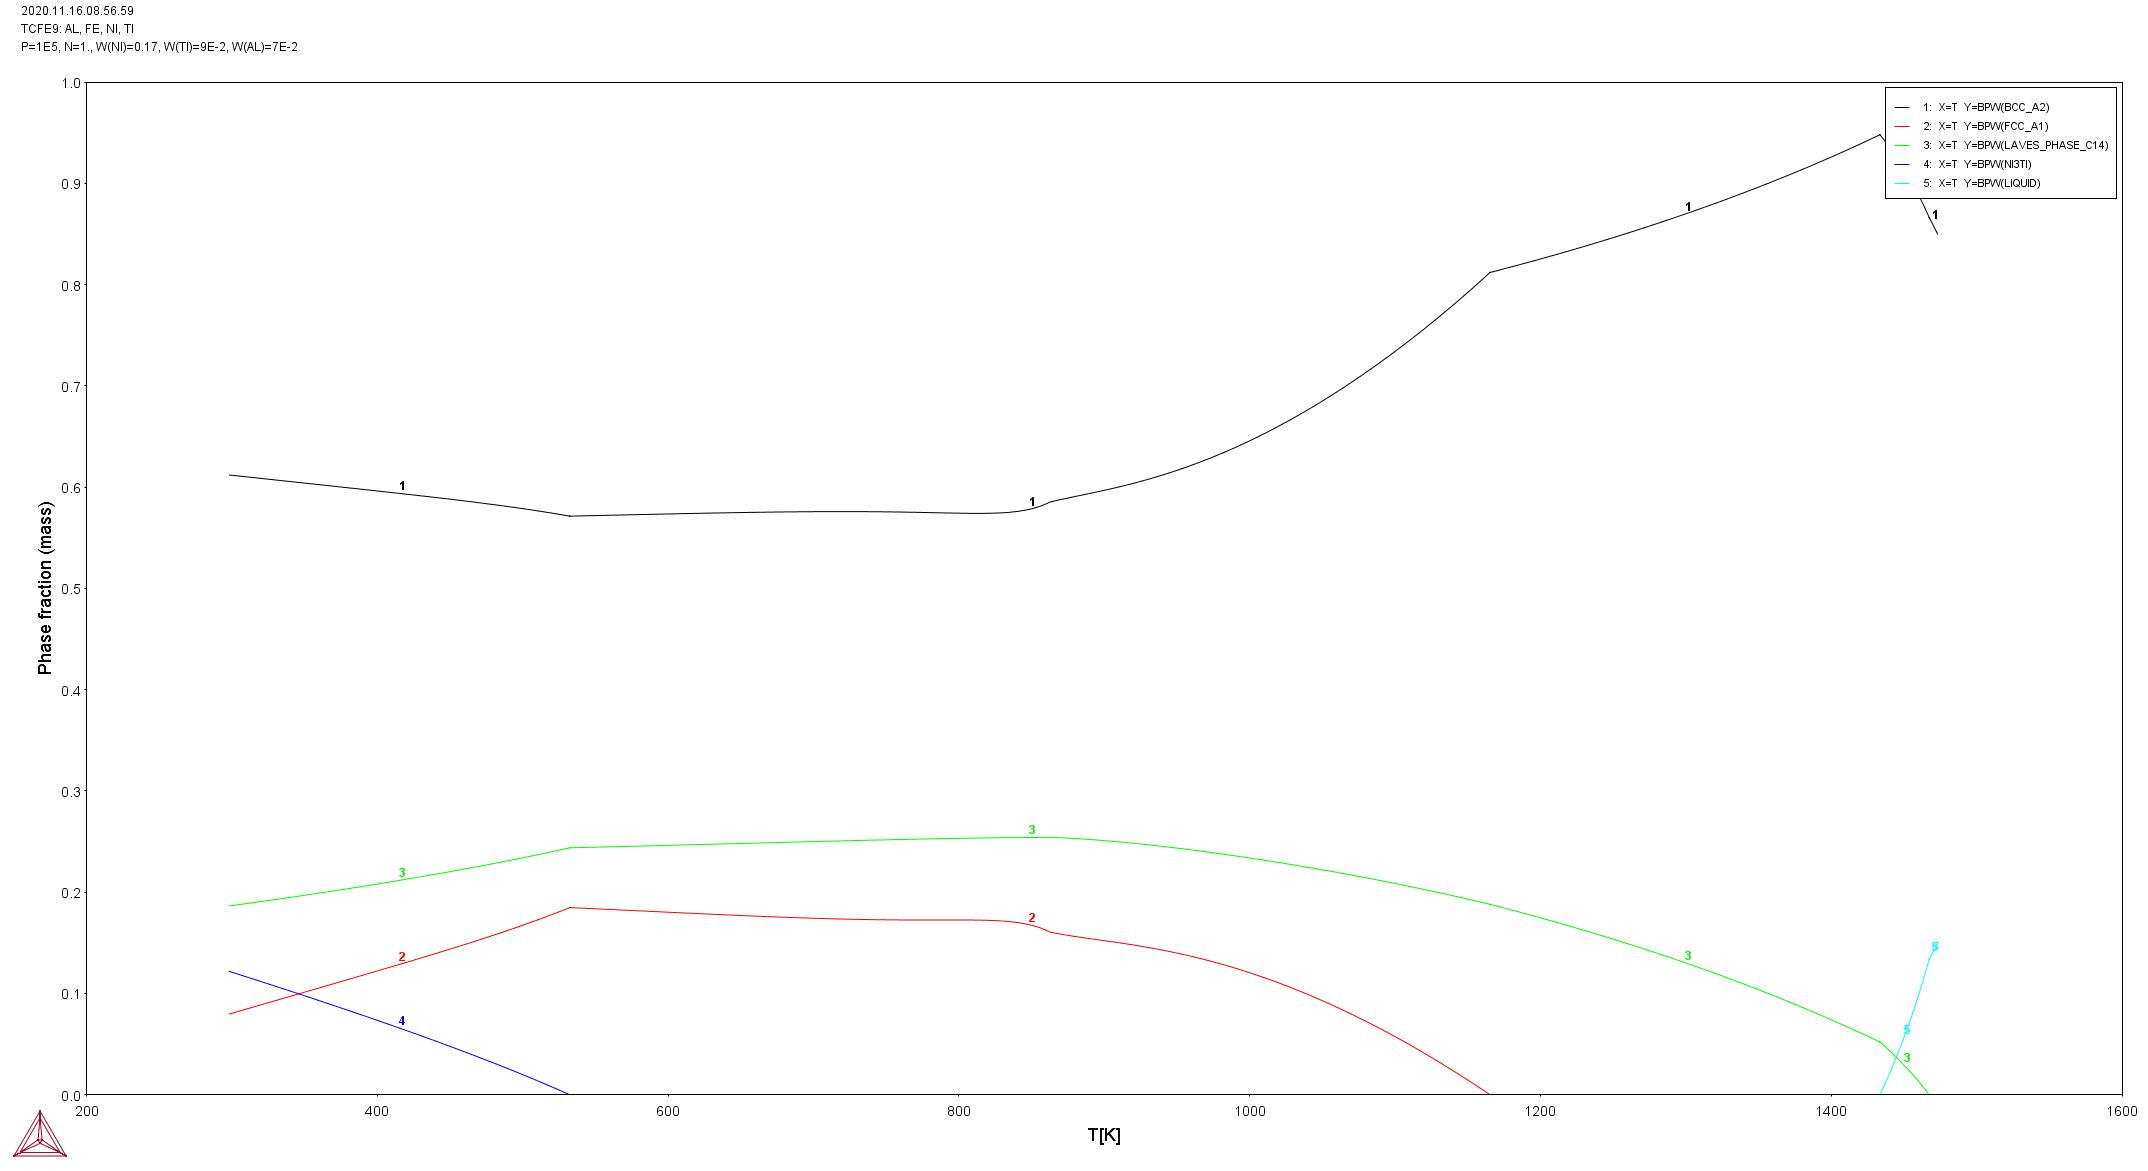 2020.11.16.08.56.59
TCFE9: AL, FE, NI, TI
P=1E5, N=1., W(NI)=0.17, W(TI)=9E-2, W(AL)=7E-2
1: X=T Y=BPW(BCC_A2)
2: X=T Y=BPW(FCC_A1)
3: X=T Y=BPW(LAVES_PHASE_C14)
4: X=T Y=BPW(NI3TI)
5: X=T Y=BPW(LIQUID)
1.0
0.9
0.8
0.7
0.6
0.5
0.4
0.3
0.2
0.1
0.0
Phase fraction (mass)
1
1
1
1
3
3
3
3
2
2
4
5
5
200 400 600 800 1000 1200 1400 1600
T[K]